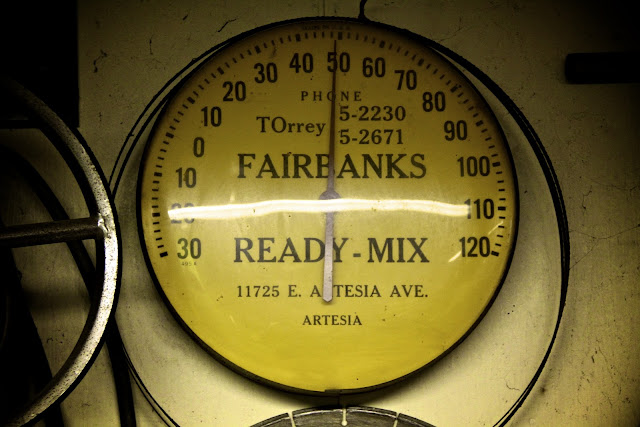 30 20 10 0 10 20 30 40 50 60 70 80 90 100 110 120
PHONE
TOrrey 5-2230
5-2671
FAIRBANKS
READY-MIX
11725 E. ARTESIA AVE.
ARTESIA